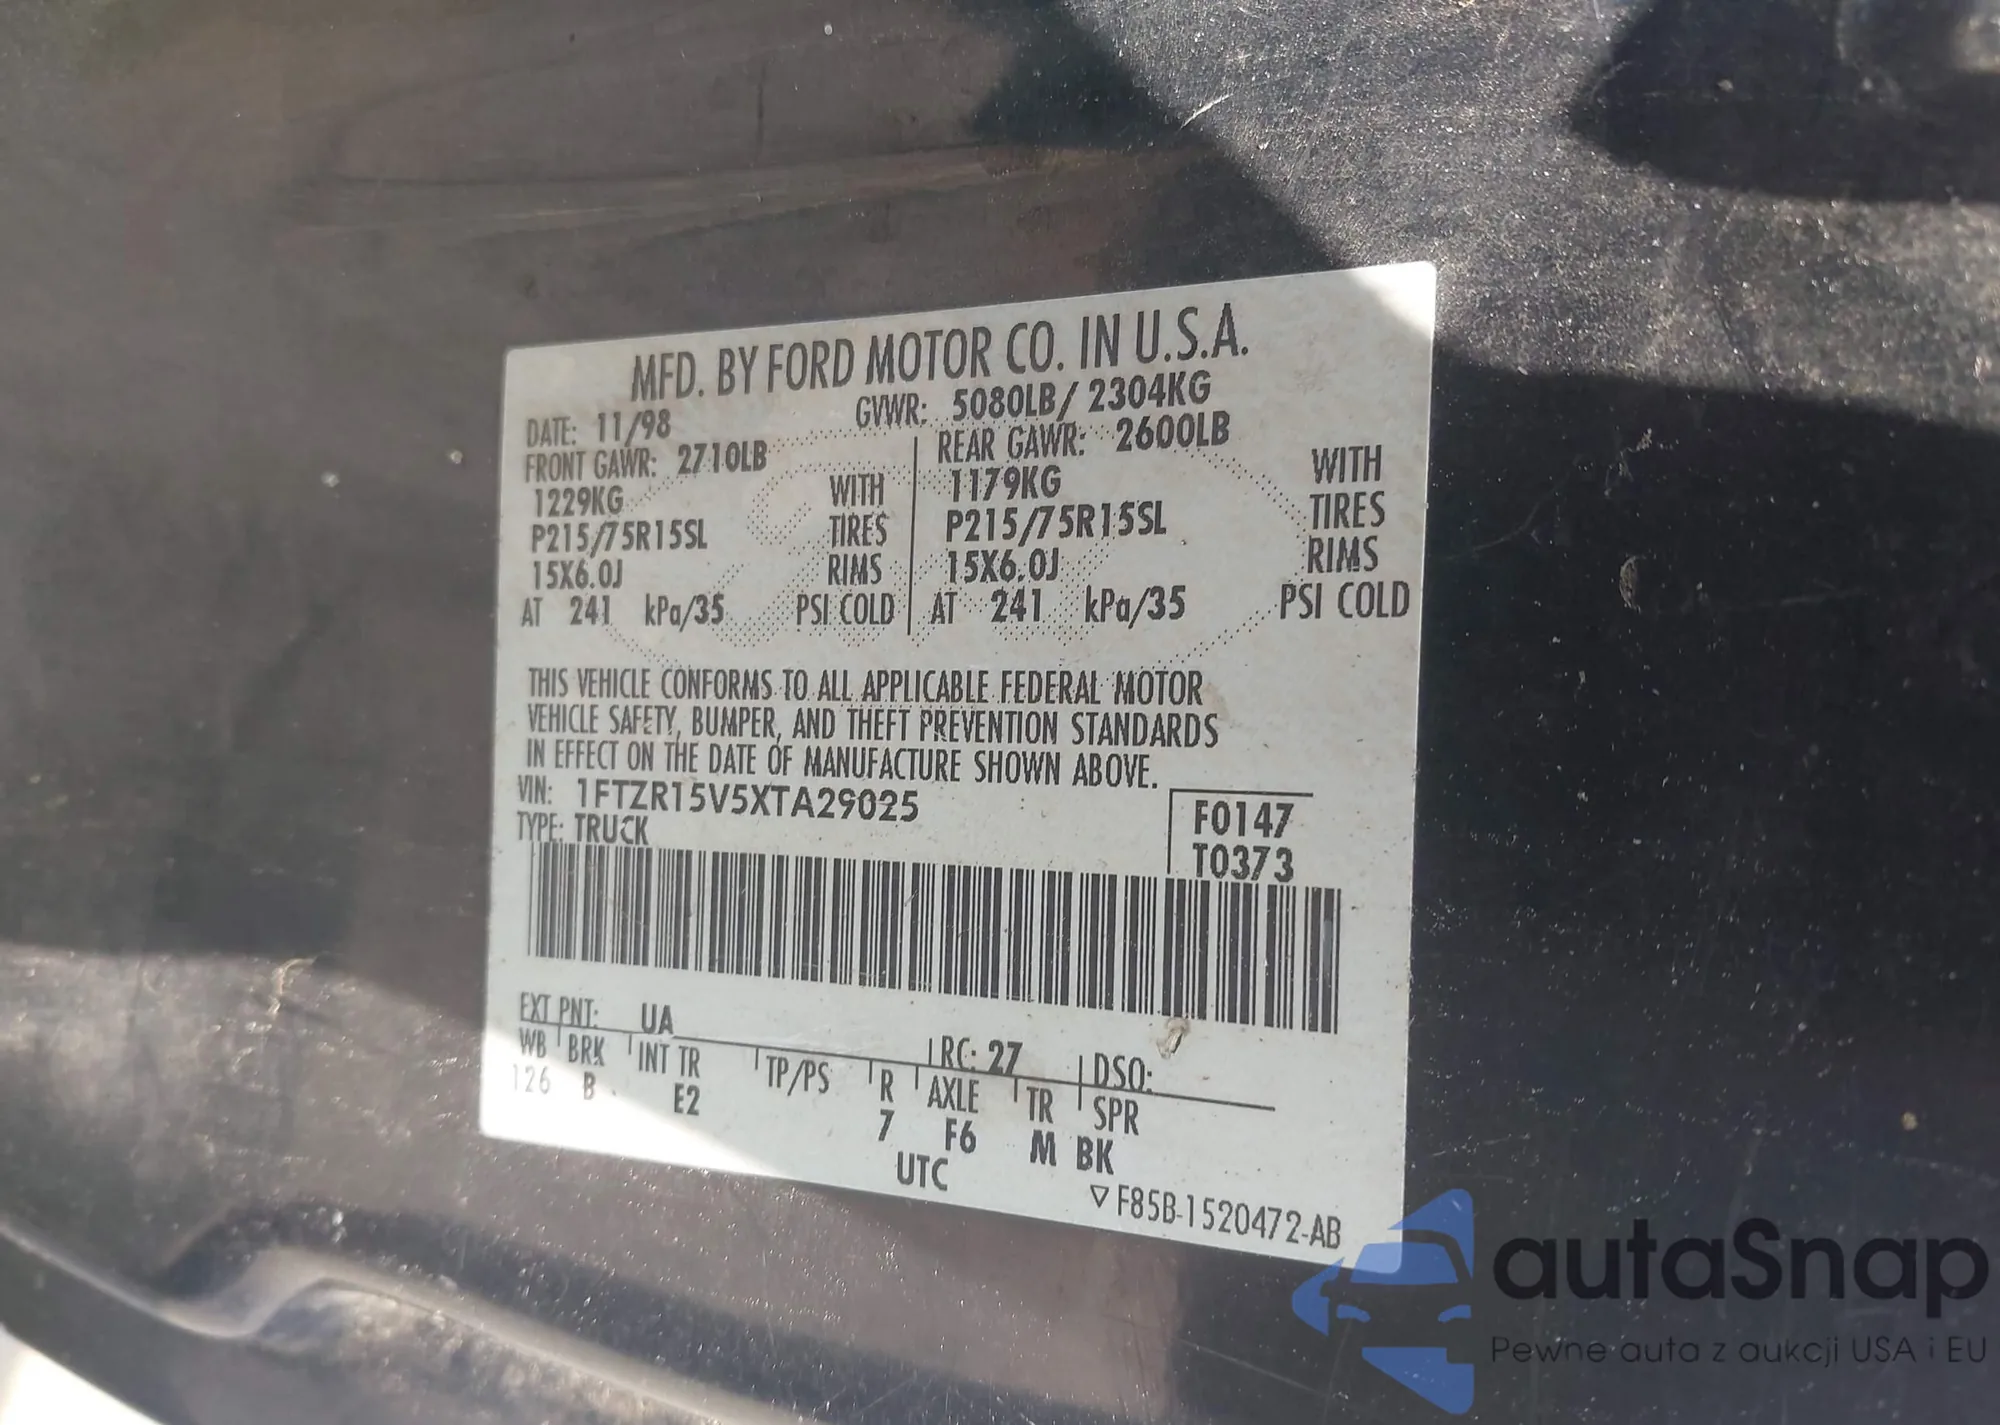 MFD. BY FORD MOTOR CO. IN U.S.A.
DATE: 11/98 GVWR: 5080LB/ 2304KG
FRONT GAWR: 2710LB REAR GAWR: 2600LB
1229KG WITH 1179KG WITH
P215/75R15SL TIRES P215/75R15SL TIRES
15X6.0J RIMS 15X6.0J RIMS
AT 241 kPa/35 PSI COLD AT 241 kPa/35 PSI COLD
THIS VEHICLE CONFORMS TO ALL APPLICABLE FEDERAL MOTOR
VEHICLE SAFETY, BUMPER, AND THEFT PREVENTION STANDARDS
IN EFFECT ON THE DATE OF MANUFACTURE SHOWN ABOVE.
VIN: 1FTZR15V5XTA29025 F0147
TYPE: TRUCK T0373
EXT PNT: UA RC: 27 DSO:
WB BRK INT TR TP/PS R AXLE TR SPR
126 B E2 7 F6 M BK
UTC
▽ F85B-1520472-AB
autaSnap
Pewne auta z aukcji USA i EU